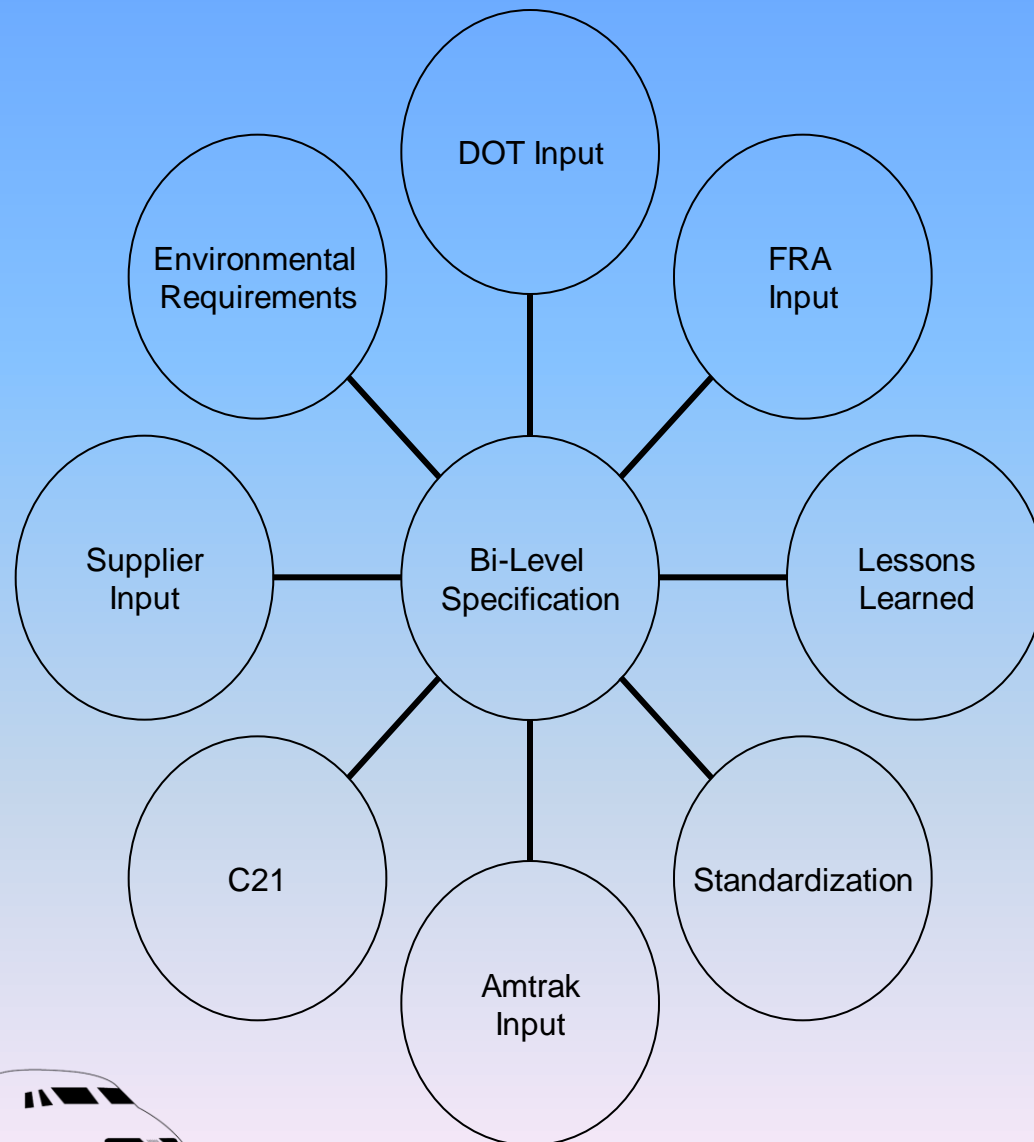 DOT Input
Environmental
Requirements
FRA
Input
Supplier
Input
Bi-Level
Specification
Lessons
Learned
C21
Standardization
Amtrak
Input